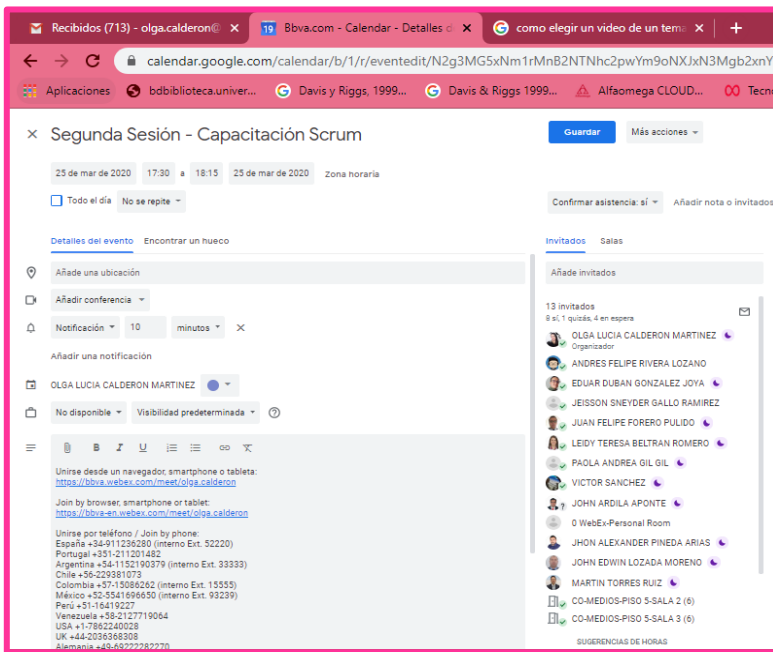 Recibidos (713) - olga.calderon@
19 Bbva.com - Calendar - Detalles d
como elegir un video de un tema
calendar.google.com/calendar/b/1/r/eventedit/
Aplicaciones bdbiblioteca.univer... Davis y Riggs, 1999... Davis & Riggs 1999... Alfaomega CLOUD... Tecno
Segunda Sesión - Capacitación Scrum
Guardar Más acciones
25 de mar de 2020 17:30 a 18:15 25 de mar de 2020 Zona horaria
Todo el día No se repite
Confirmar asistencia: sí Añadir nota o invitados
Detalles del evento Encontrar un hueco
Invitados Salas
Añade una ubicación
Añade invitados
Añadir conferencia
13 invitados
Notificación 10 minutos
Añadir una notificación
OLGA LUCIA CALDERON MARTINEZ
No disponible Visibilidad predeterminada
B I U
Unirse desde un navegador, smartphone o tableta:
https://bbva.webex.com/meet/olga.calderon
Join by browser, smartphone or tablet:
https://bbva-en.webex.com/meet/olga.calderon
Unirse por teléfono / Join by phone:
España +34-911236280 (interno Ext. 52220)
Portugal +351-211201482
Argentina +54-1152190379 (interno Ext. 33333)
Chile +56-229381073
Colombia +57-15086262 (interno Ext. 15555)
México +52-5541696650 (interno Ext. 93239)
Perú +51-16419227
Venezuela +58-2127719064
USA +1-7862240028
UK +44-2036368308
Alemania +49-69222282270
sí, 1 quizás, 4 en espera
OLGA LUCIA CALDERON MARTINEZ
Organizador
ANDRES FELIPE RIVERA LOZANO
EDUAR DUBAN GONZALEZ JOYA
JEISSON SNEYDER GALLO RAMIREZ
JUAN FELIPE FORERO PULIDO
LEIDY TERESA BELTRAN ROMERO
PAOLA ANDREA GIL GIL
VICTOR SANCHEZ
JOHN ARDILA APONTE
0 WebEx-Personal Room
JHON ALEXANDER PINEDA ARIAS
JOHN EDWIN LOZADA MORENO
MARTIN TORRES RUIZ
CO-MEDIOS-PISO 5-SALA 2 (6)
CO-MEDIOS-PISO 5-SALA 3 (6)
SUGERENCIAS DE HORAS